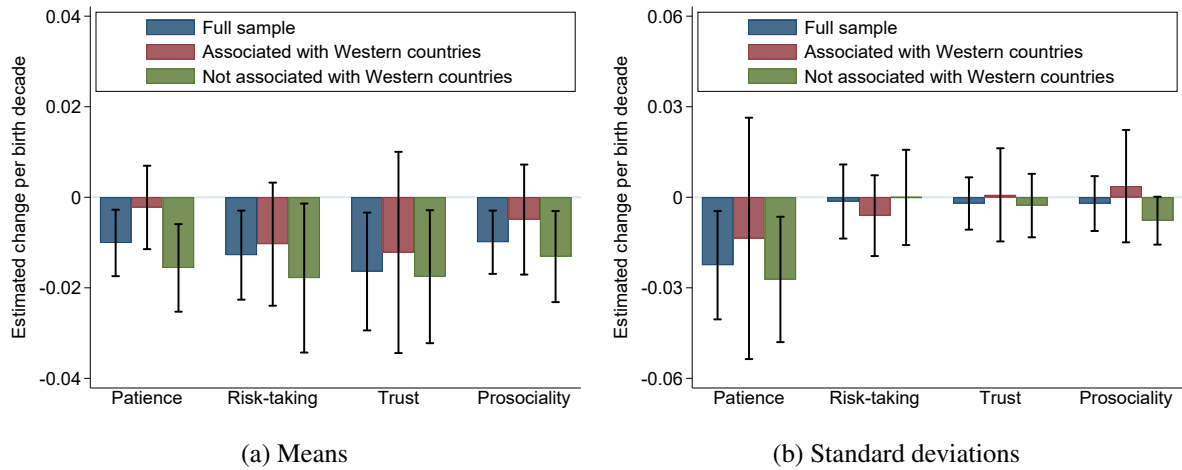 Estimated change per birth decade
0.04
0.02
0
-0.02
-0.04
Full sample
Associated with Western countries
Not associated with Western countries
Patience Risk-taking Trust Prosociality
(a) Means
Estimated change per birth decade
0.06
0.03
0
-0.03
-0.06
Full sample
Associated with Western countries
Not associated with Western countries
Patience Risk-taking Trust Prosociality
(b) Standard deviations